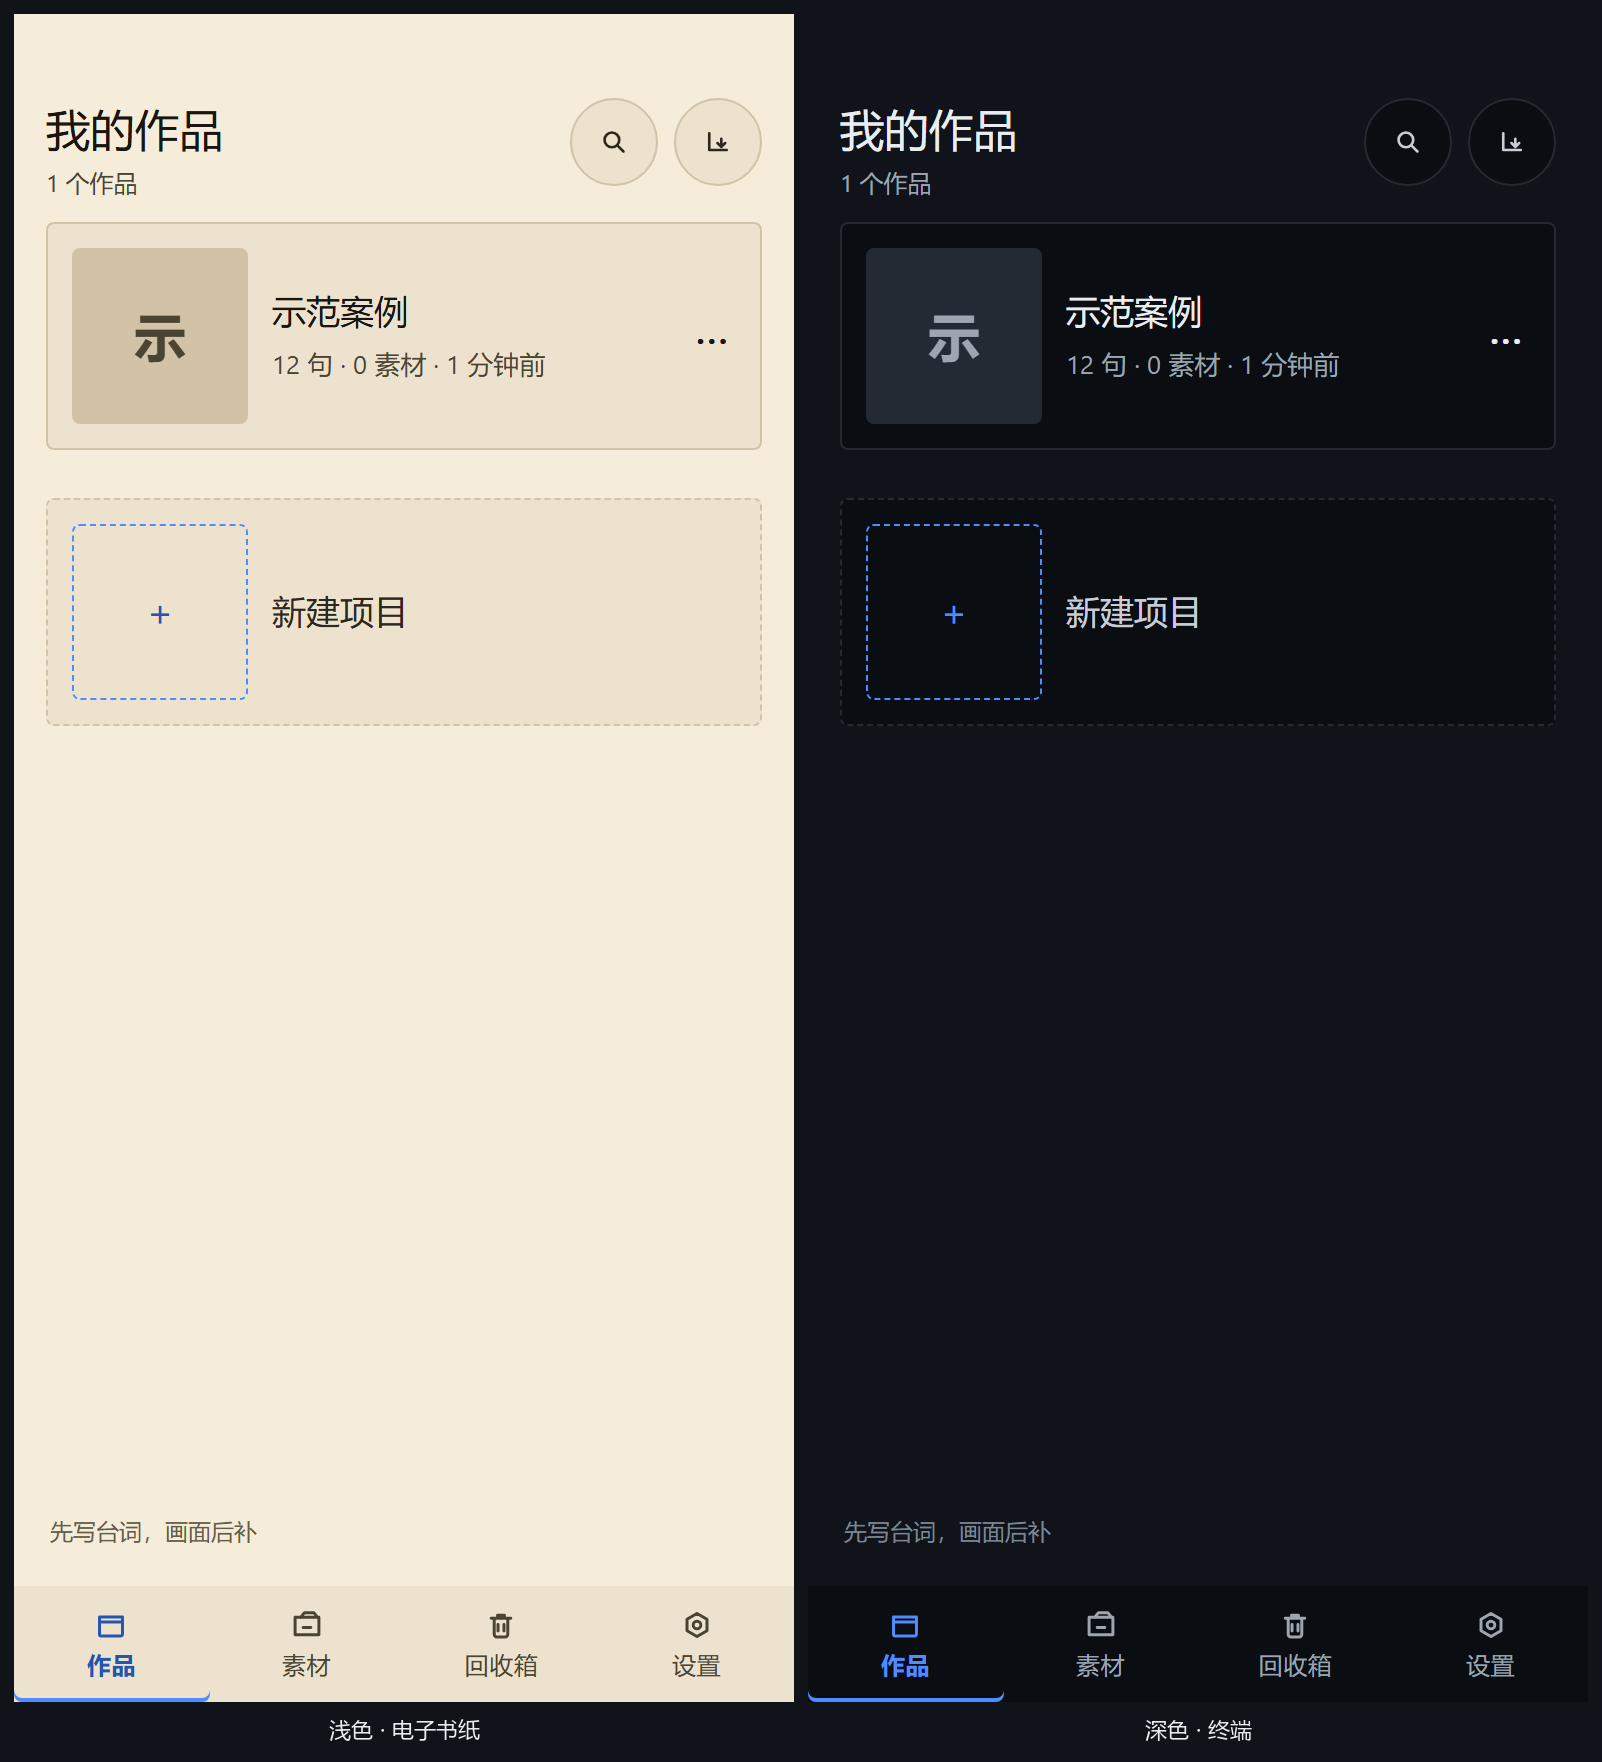 我的作品
1 个作品
示
示范案例
12 句 · 0 素材 · 1 分钟前
+
新建项目
先写台词，画面后补
作品
素材
回收箱
设置
浅色 · 电子书纸
我的作品
1 个作品
示
示范案例
12 句 · 0 素材 · 1 分钟前
+
新建项目
先写台词，画面后补
作品
素材
回收箱
设置
深色 · 终端